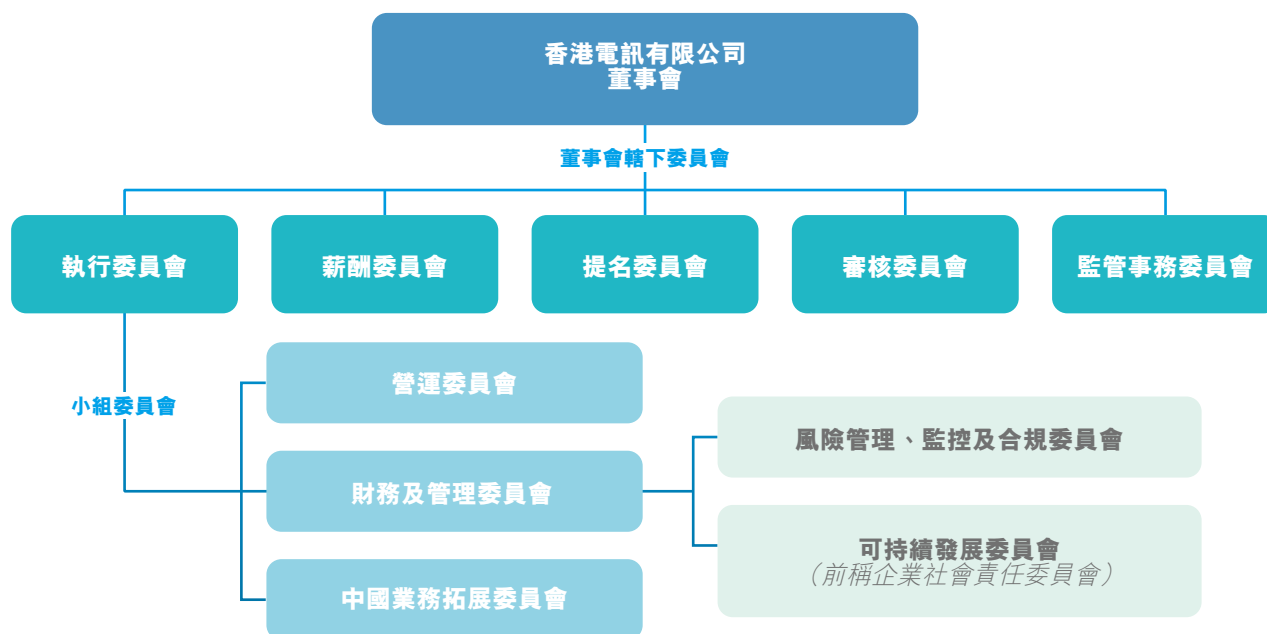 香港電訊有限公司
董事會
董事會轄下委員會
執行委員會
薪酬委員會
提名委員會
審核委員會
監管事務委員會
小組委員會
營運委員會
財務及管理委員會
中國業務拓展委員會
風險管理、監控及合規委員會
可持續發展委員會
（前稱企業社會責任委員會）